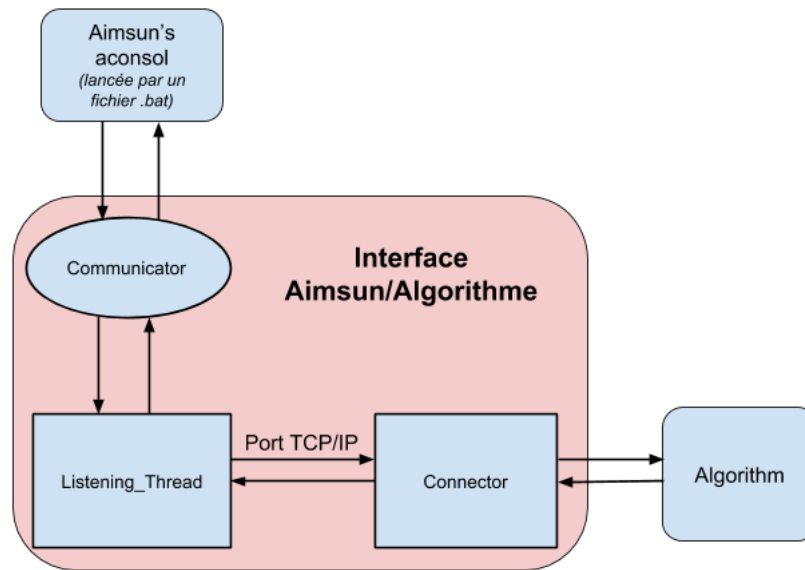 Aimsun's
aconsol
(lancée par un
fichier .bat)
Communicator
Interface
Aimsun/Algorithme
Port TCP/IP
Listening_Thread
Connector
Algorithm